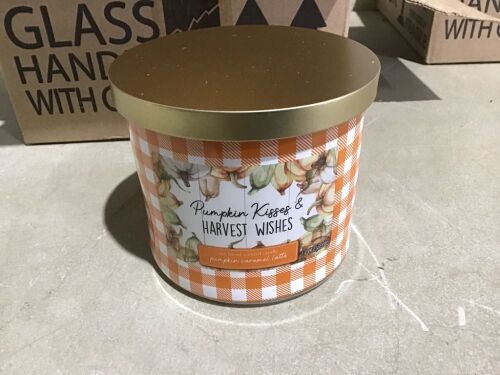 GLASS
HAND
WITH C
WITH
Pumpkin Kisses &
HARVEST WISHES
pumpkin caramel latte